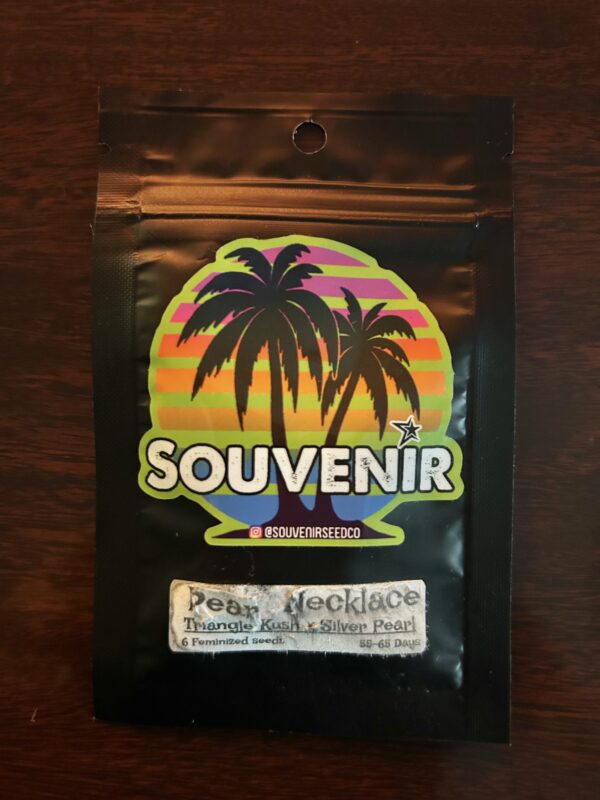 SOUVENIR
@SOUVENIRSEEDCO
Pearl Necklace
Triangle Kush x Silver Pearl
6 Feminized seeds 55-65 Days